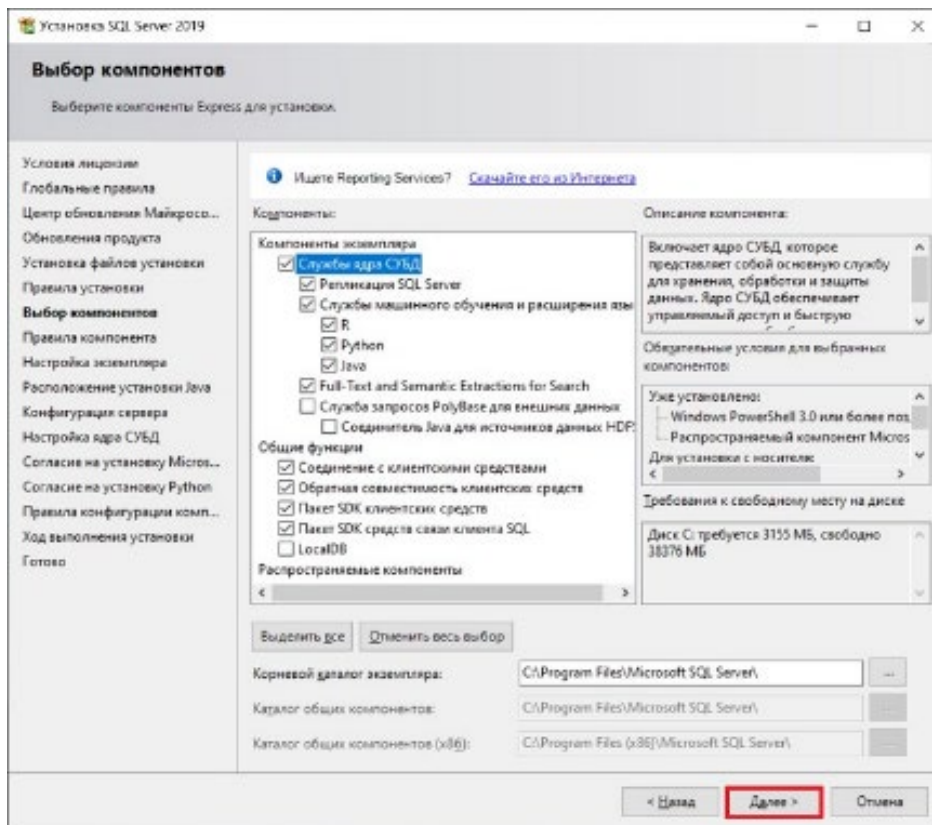 Установка SQL Server 2019
Выбор компонентов
Выберите компоненты Express для установки.
Условия лицензии
Глобальные правила
Центр обновления Майкросо...
Обновления продукта
Установка файлов установки
Правила установки
Выбор компонентов
Правила компонента
Настройка экземпляра
Расположение установки Java
Конфигурация сервера
Настройка ядра СУБД
Согласие на установку Micros...
Согласие на установку Python
Правила конфигурации комп...
Ход выполнения установки
Готово
Ищете Reporting Services? Скачайте его из Интернета
Компоненты:
Компоненты экземпляра
Службы ядра СУБД
Репликация SQL Server
Службы машинного обучения и расширения язы
R
Python
Java
Full-Text and Semantic Extractions for Search
Служба запросов PolyBase для внешних данных
Соединитель Java для источников данных HDF
Общие функции
Соединение с клиентскими средствами
Обратная совместимость клиентских средств
Пакет SDK клиентских средств
Пакет SDK средств связи клиента SQL
LocalDB
Распространяемые компоненты
Описание компонента:
Включает ядро СУБД, которое
представляет собой основную службу
для хранения, обработки и защиты
данных. Ядро СУБД обеспечивает
управляемый доступ и быструю
Обязательные условия для выбранных
компонентов:
Уже установлено:
Windows PowerShell 3.0 или более поз
Распространяемый компонент Micros
Для установки с носителя:
Требования к свободному месту на диске
Диск C: требуется 3155 МБ, свободно
38376 МБ
Выделить все
Отменить весь выбор
Корневой каталог экземпляра:
C:\Program Files\Microsoft SQL Server\
...
Каталог общих компонентов:
C:\Program Files\Microsoft SQL Server\
...
Каталог общих компонентов (x86):
C:\Program Files (x86)\Microsoft SQL Server\
...
< Назад
Далее >
Отмена